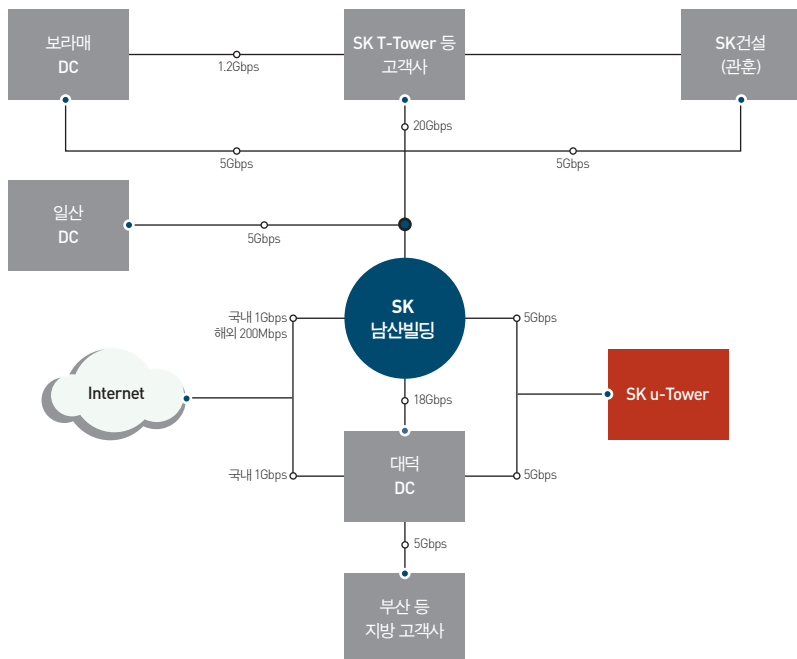 보라매
DC
1.2Gbps
SK T-Tower 등
고객사
SK건설
(관훈)
20Gbps
5Gbps
5Gbps
일산
DC
5Gbps
SK
남산빌딩
국내 1Gbps
해외 200Mbps
5Gbps
Internet
SK u-Tower
18Gbps
대덕
DC
국내 1Gbps
5Gbps
5Gbps
부산 등
지방 고객사